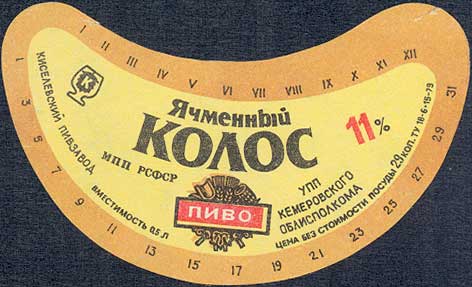 I II III IV V VI VII VIII IX X XI XII
К
КИСЕЛЕВСКИЙ ПИВЗАВОД
Ячменный
КОЛОС
11%
МПП РСФСР
ПИВО
ВМЕСТИМОСТЬ 0,5 Л
УПП
КЕМЕРОВСКОГО
ОБЛИСПОЛКОМА
ЦЕНА БЕЗ СТОИМОСТИ ПОСУДЫ 29 КОП. ТУ 18-6-15-79
1 3 5 7 9 11 13 15 17 19 21 23 25 27 29 31